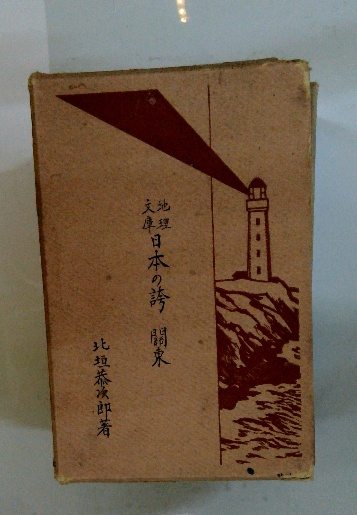 地理
文庫
日本の誇 關東
北垣恭次郎著